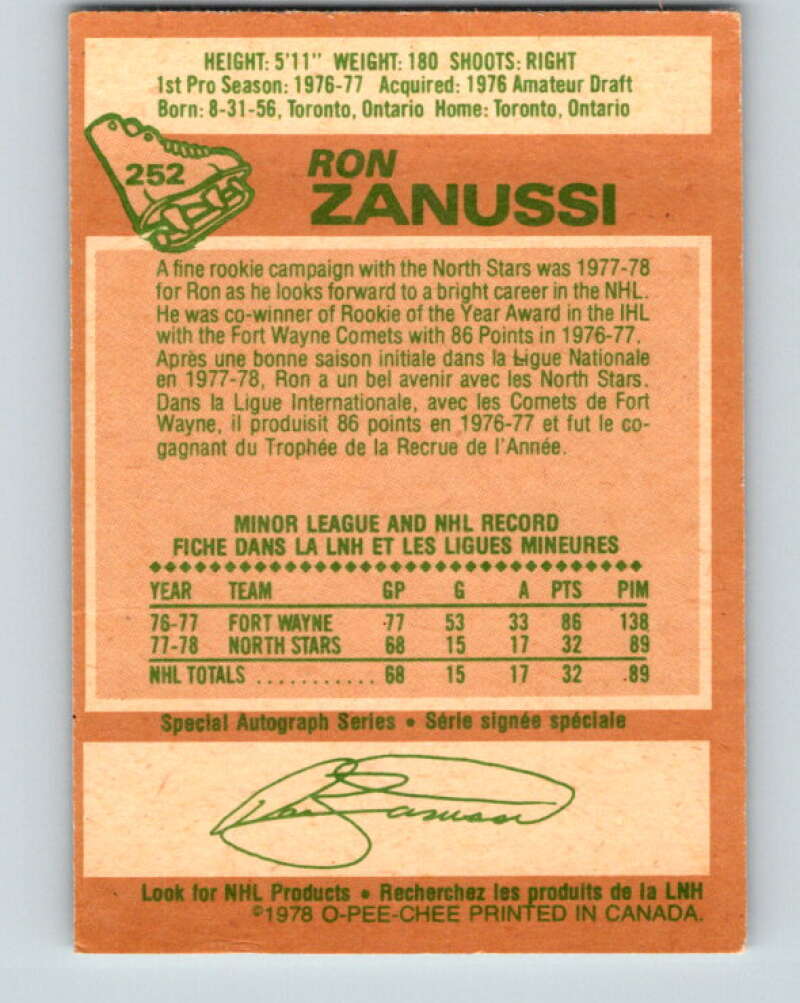 HEIGHT: 5'11" WEIGHT: 180 SHOOTS: RIGHT
1st Pro Season: 1976-77 Acquired: 1976 Amateur Draft
Born: 8-31-56, Toronto, Ontario Home: Toronto, Ontario
252
RON
ZANUSSI
A fine rookie campaign with the North Stars was 1977-78
for Ron as he looks forward to a bright career in the NHL.
He was co-winner of Rookie of the Year Award in the IHL
with the Fort Wayne Comets with 86 Points in 1976-77.
Après une bonne saison initiale dans la Ligue Nationale
en 1977-78, Ron a un bel avenir avec les North Stars.
Dans la Ligue Internationale, avec les Comets de Fort
Wayne, il produisit 86 points en 1976-77 et fut le co-
gagnant du Trophée de la Recrue de l'Année.
MINOR LEAGUE AND NHL RECORD
FICHE DANS LA LNH ET LES LIGUES MINEURES
YEAR TEAM GP G A PTS PIM
76-77 FORT WAYNE 77 53 33 86 138
77-78 NORTH STARS 68 15 17 32 89
NHL TOTALS ........... 68 15 17 32 89
Special Autograph Series • Série signée spéciale
Ron Zanussi
Look for NHL Products • Recherchez les produits de la LNH
©1978 O-PEE-CHEE PRINTED IN CANADA.